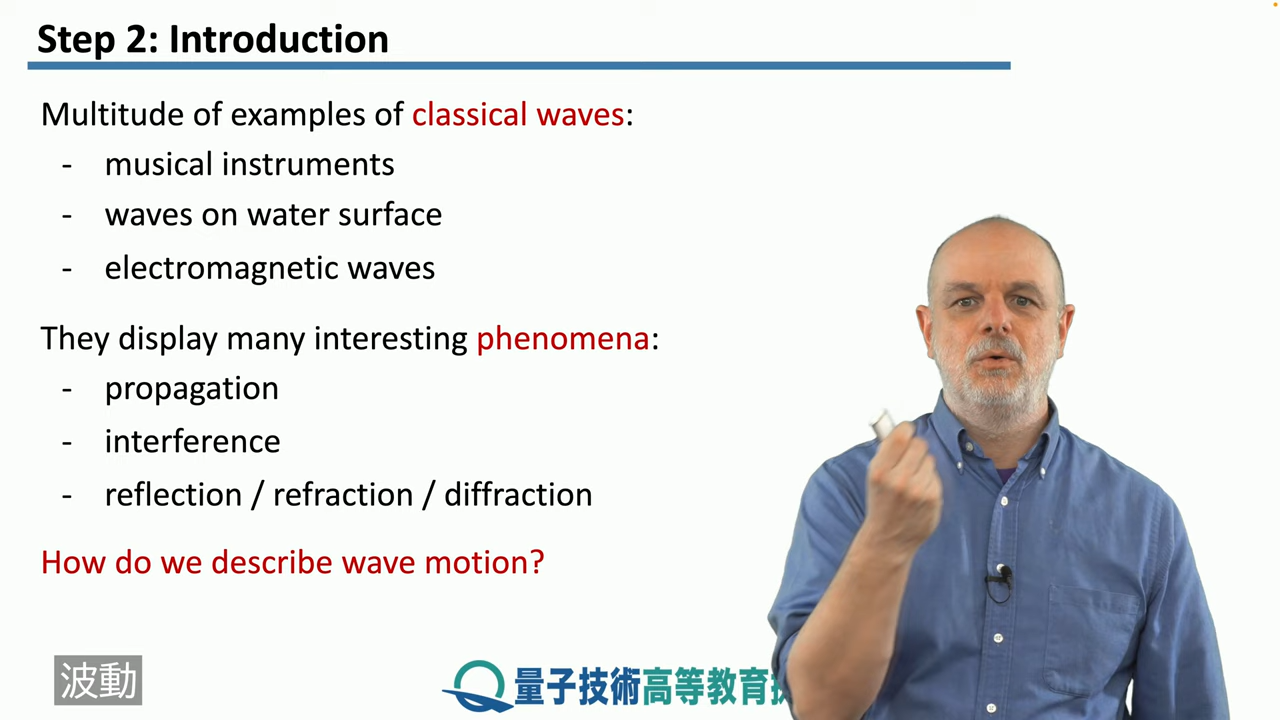 Step 2: Introduction
Multitude of examples of classical waves:
- musical instruments
- waves on water surface
- electromagnetic waves
They display many interesting phenomena:
- propagation
- interference
- reflection / refraction / diffraction
How do we describe wave motion?
波動
量子技術高等教育